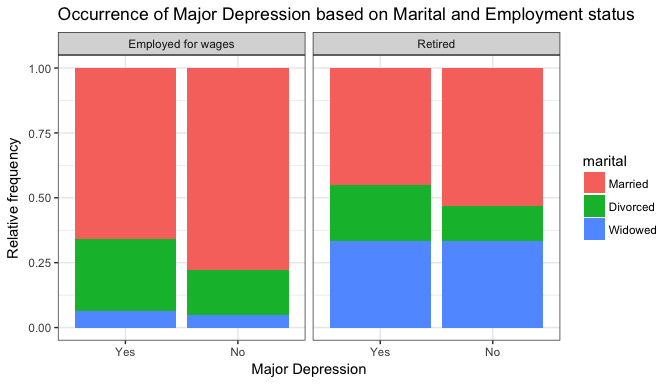 Occurrence of Major Depression based on Marital and Employment status
Employed for wages
Retired
1.00
0.75
0.50
0.25
0.00
Relative frequency
Yes
No
Yes
No
Major Depression
marital
Married
Divorced
Widowed